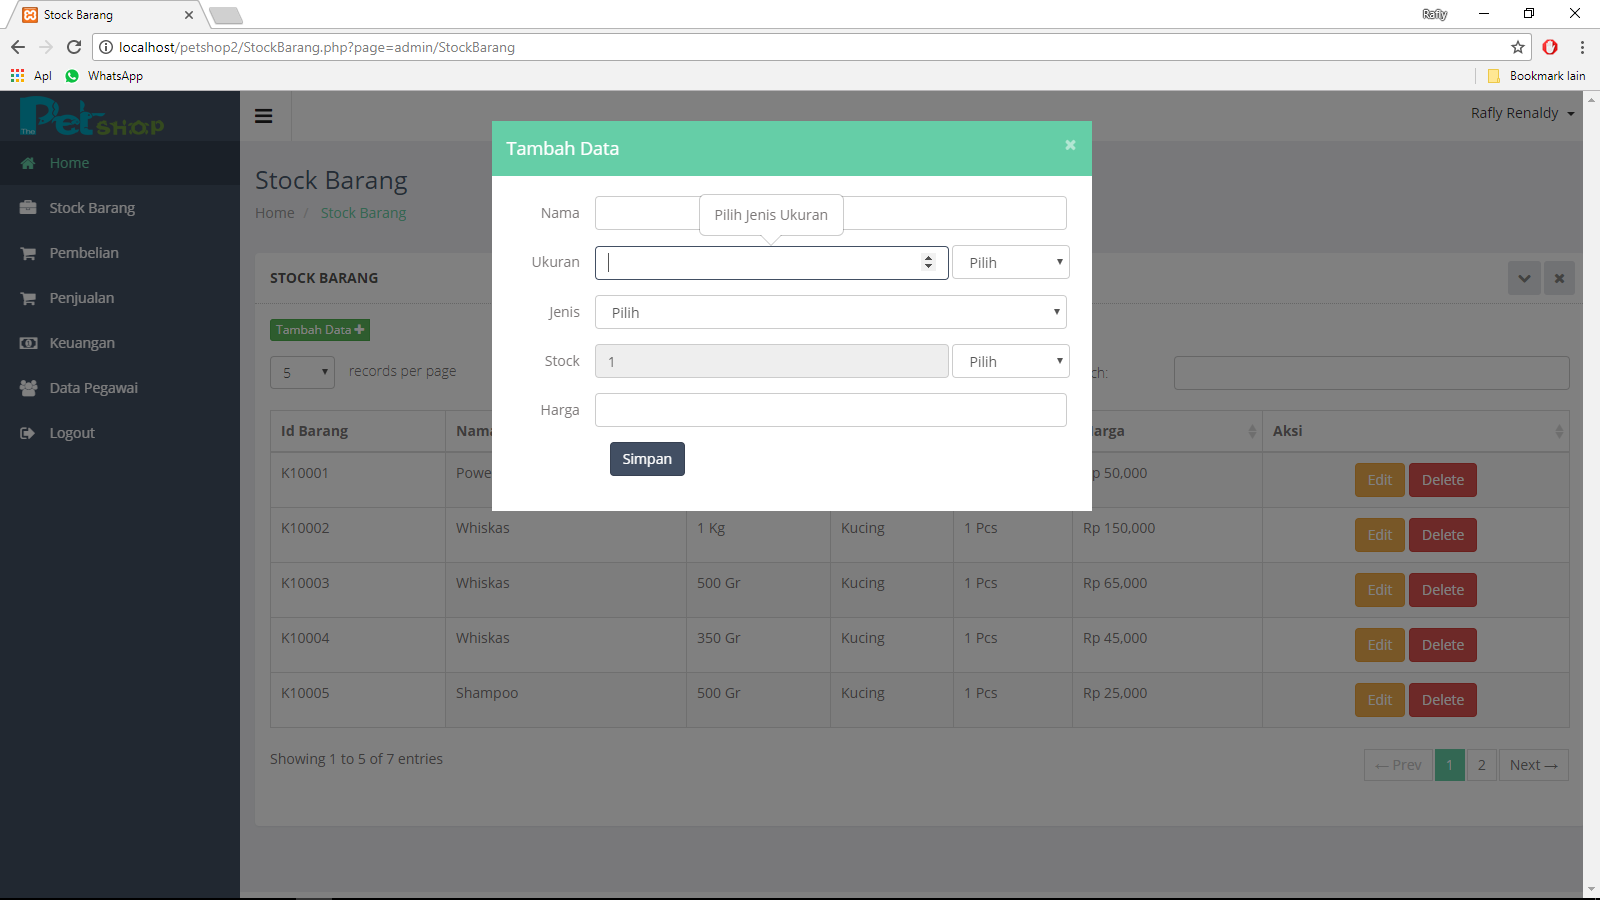 Stock Barang
Rafly
localhost/petshop2/StockBarang.php?page=admin/StockBarang
Apl
WhatsApp
Bookmark lain
The PetSHOP
Rafly Renaldy
Home
Stock Barang
Pembelian
Penjualan
Keuangan
Data Pegawai
Logout
Stock Barang
Home / Stock Barang
STOCK BARANG
Tambah Data
5 records per page
ch:
Tambah Data
Nama
Pilih Jenis Ukuran
Ukuran Pilih
Jenis Pilih
Stock 1 Pilih
Harga
Simpan
Id Barang Nama arga Aksi
K10001 Powe p 50,000 Edit Delete
K10002 Whiskas 1 Kg Kucing 1 Pcs Rp 150,000 Edit Delete
K10003 Whiskas 500 Gr Kucing 1 Pcs Rp 65,000 Edit Delete
K10004 Whiskas 350 Gr Kucing 1 Pcs Rp 45,000 Edit Delete
K10005 Shampoo 500 Gr Kucing 1 Pcs Rp 25,000 Edit Delete
Showing 1 to 5 of 7 entries
← Prev 1 2 Next →